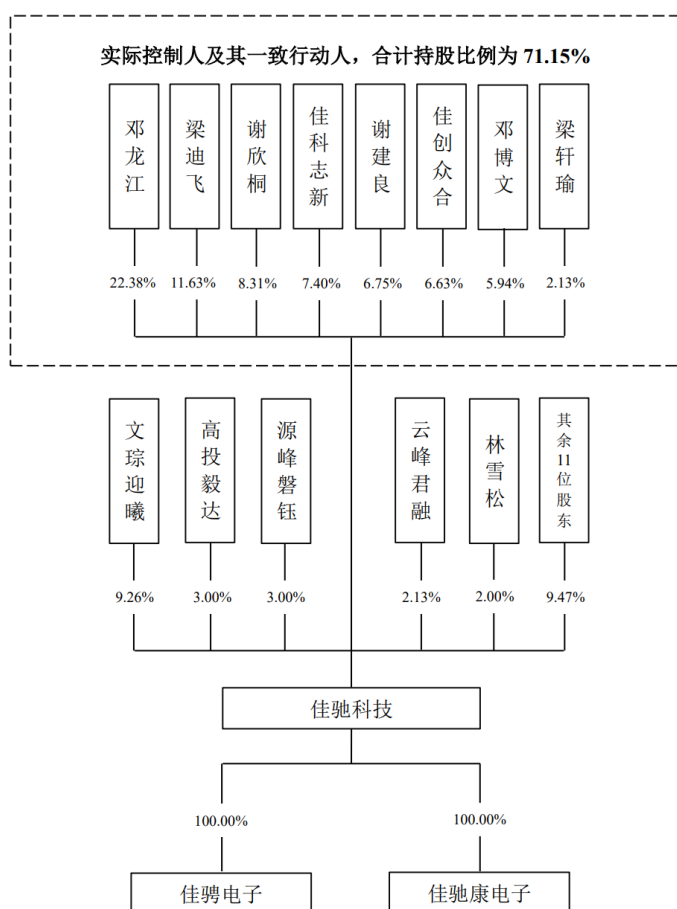 实际控制人及其一致行动人，合计持股比例为 71.15%
邓龙江
梁迪飞
谢欣桐
佳科志新
谢建良
佳创众合
邓博文
梁轩瑜
22.38%
11.63%
8.31%
7.40%
6.75%
6.63%
5.94%
2.13%
文琮迎曦
高投毅达
源峰磐钰
云峰君融
林雪松
其余11位股东
9.26%
3.00%
3.00%
2.13%
2.00%
9.47%
佳驰科技
100.00%
100.00%
佳骋电子
佳驰康电子